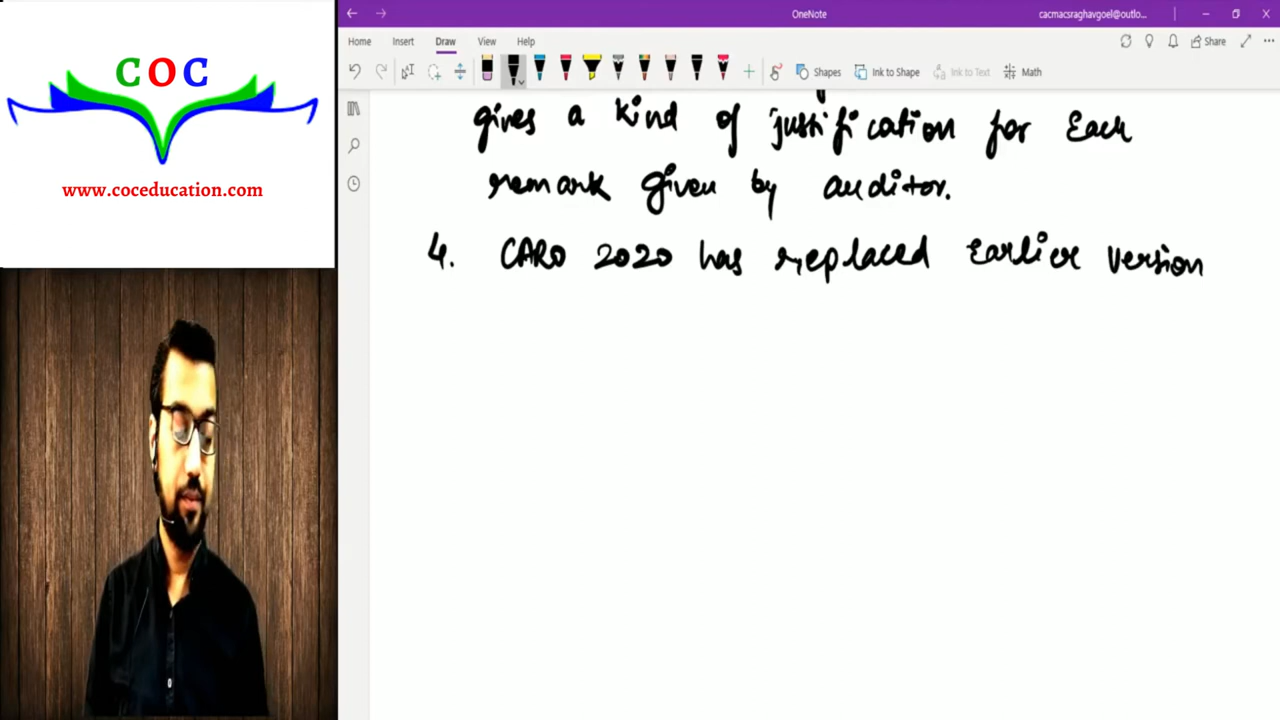 COC
www.coceducation.com
OneNote
cacmacsraghavgoel@outlo...
Home Insert Draw View Help
Share
Shapes Ink to Shape Ink to Text Math
gives a kind of justification for Each
remark given by auditor.
4. CARO 2020 has replaced Earlier version